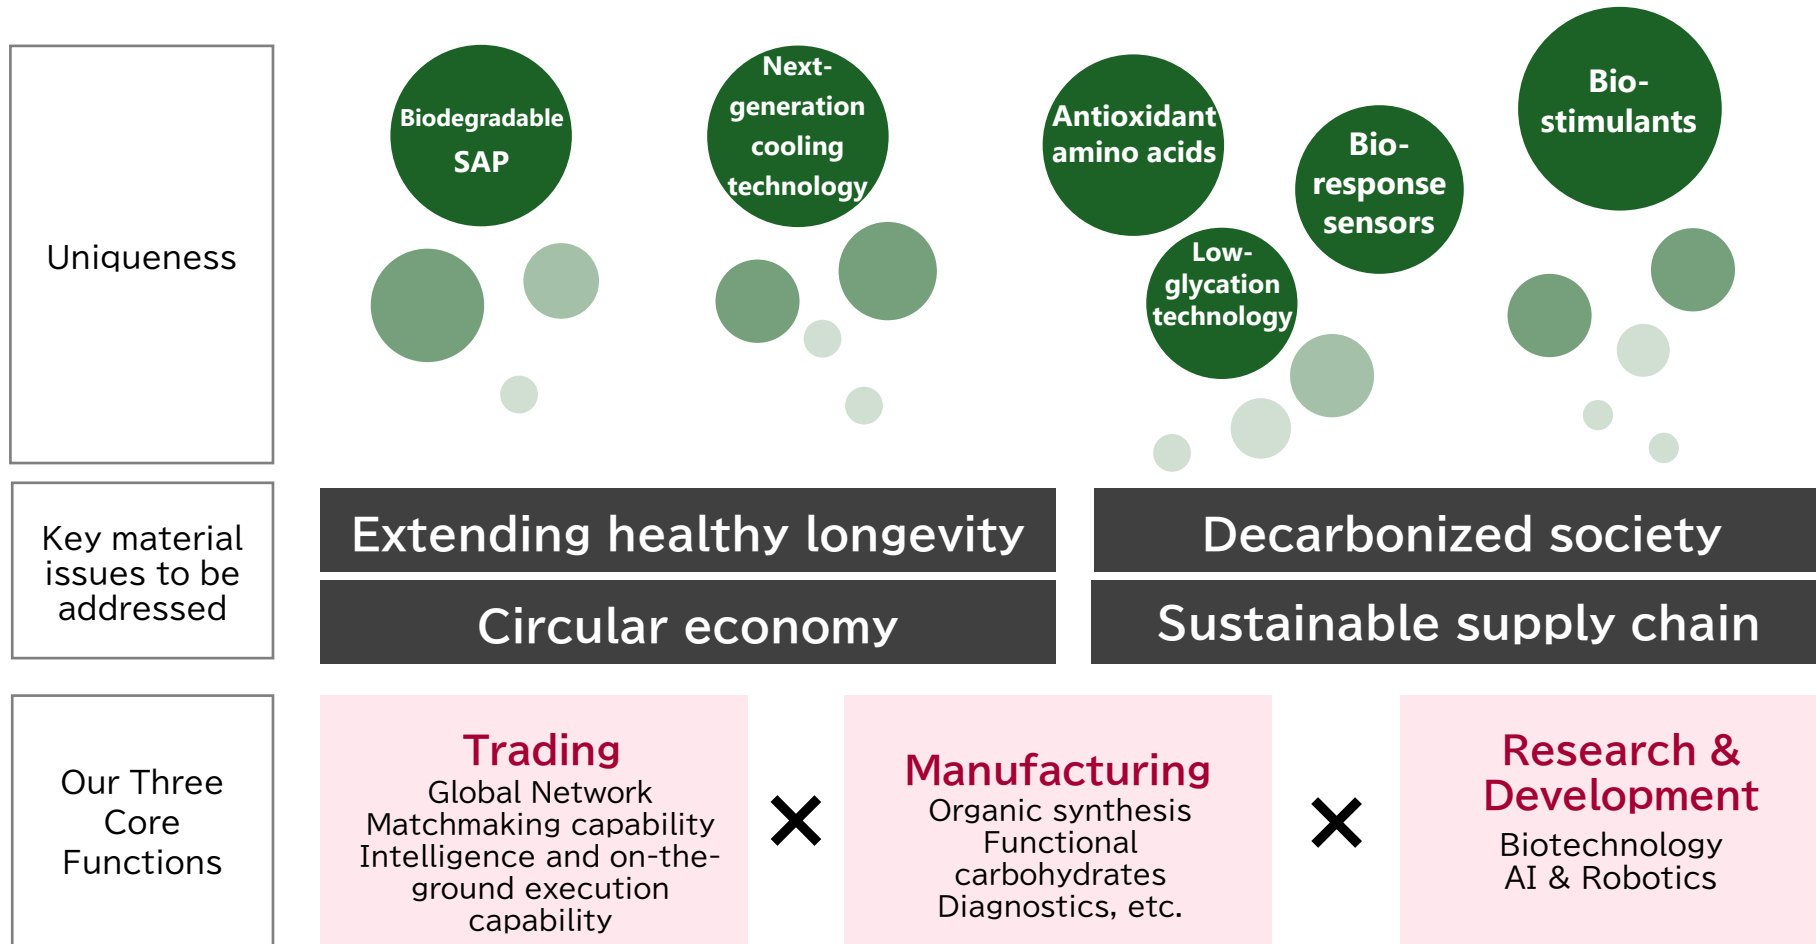 Uniqueness
Biodegradable
SAP
Next-
generation
cooling
technology
Antioxidant
amino acids
Low-
glycation
technology
Bio-
response
sensors
Bio-
stimulants
Key material
issues to be
addressed
Extending healthy longevity
Decarbonized society
Circular economy
Sustainable supply chain
Our Three
Core
Functions
Trading
Global Network
Matchmaking capability
Intelligence and on-the-
ground execution
capability
×
Manufacturing
Organic synthesis
Functional
carbohydrates
Diagnostics, etc.
×
Research &
Development
Biotechnology
AI & Robotics